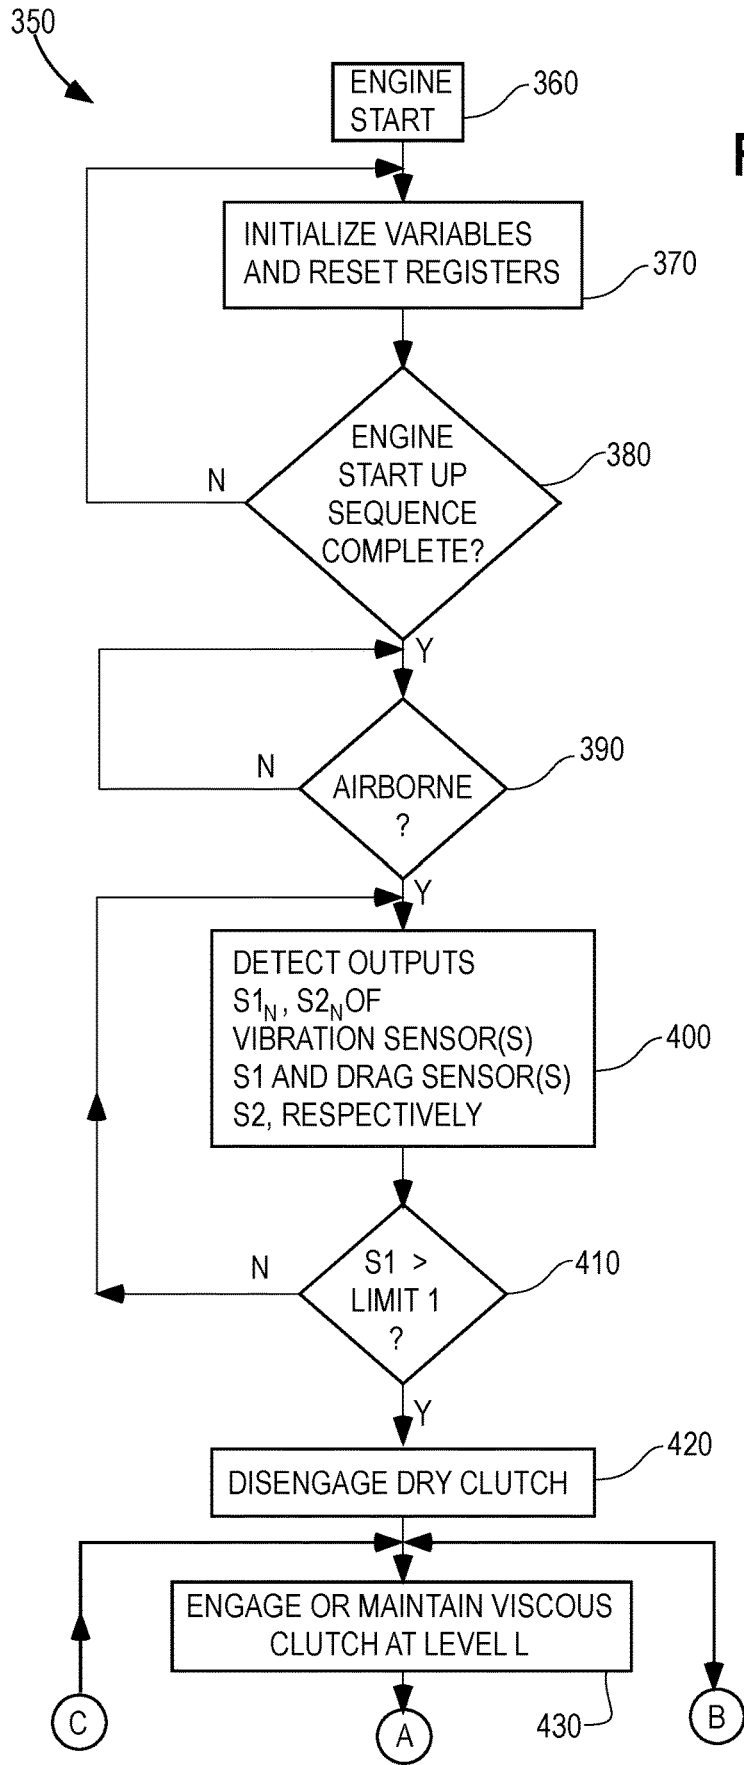 350
ENGINE
START
360
F
INITIALIZE VARIABLES
AND RESET REGISTERS
370
ENGINE
START UP
SEQUENCE
COMPLETE?
380
N
Y
AIRBORNE
?
390
N
Y
DETECT OUTPUTS
S1N, S2N OF
VIBRATION SENSOR(S)
S1 AND DRAG SENSOR(S)
S2, RESPECTIVELY
400
S1 >
LIMIT 1
?
410
N
Y
DISENGAGE DRY CLUTCH
420
ENGAGE OR MAINTAIN VISCOUS
CLUTCH AT LEVEL L
430
C
A
B